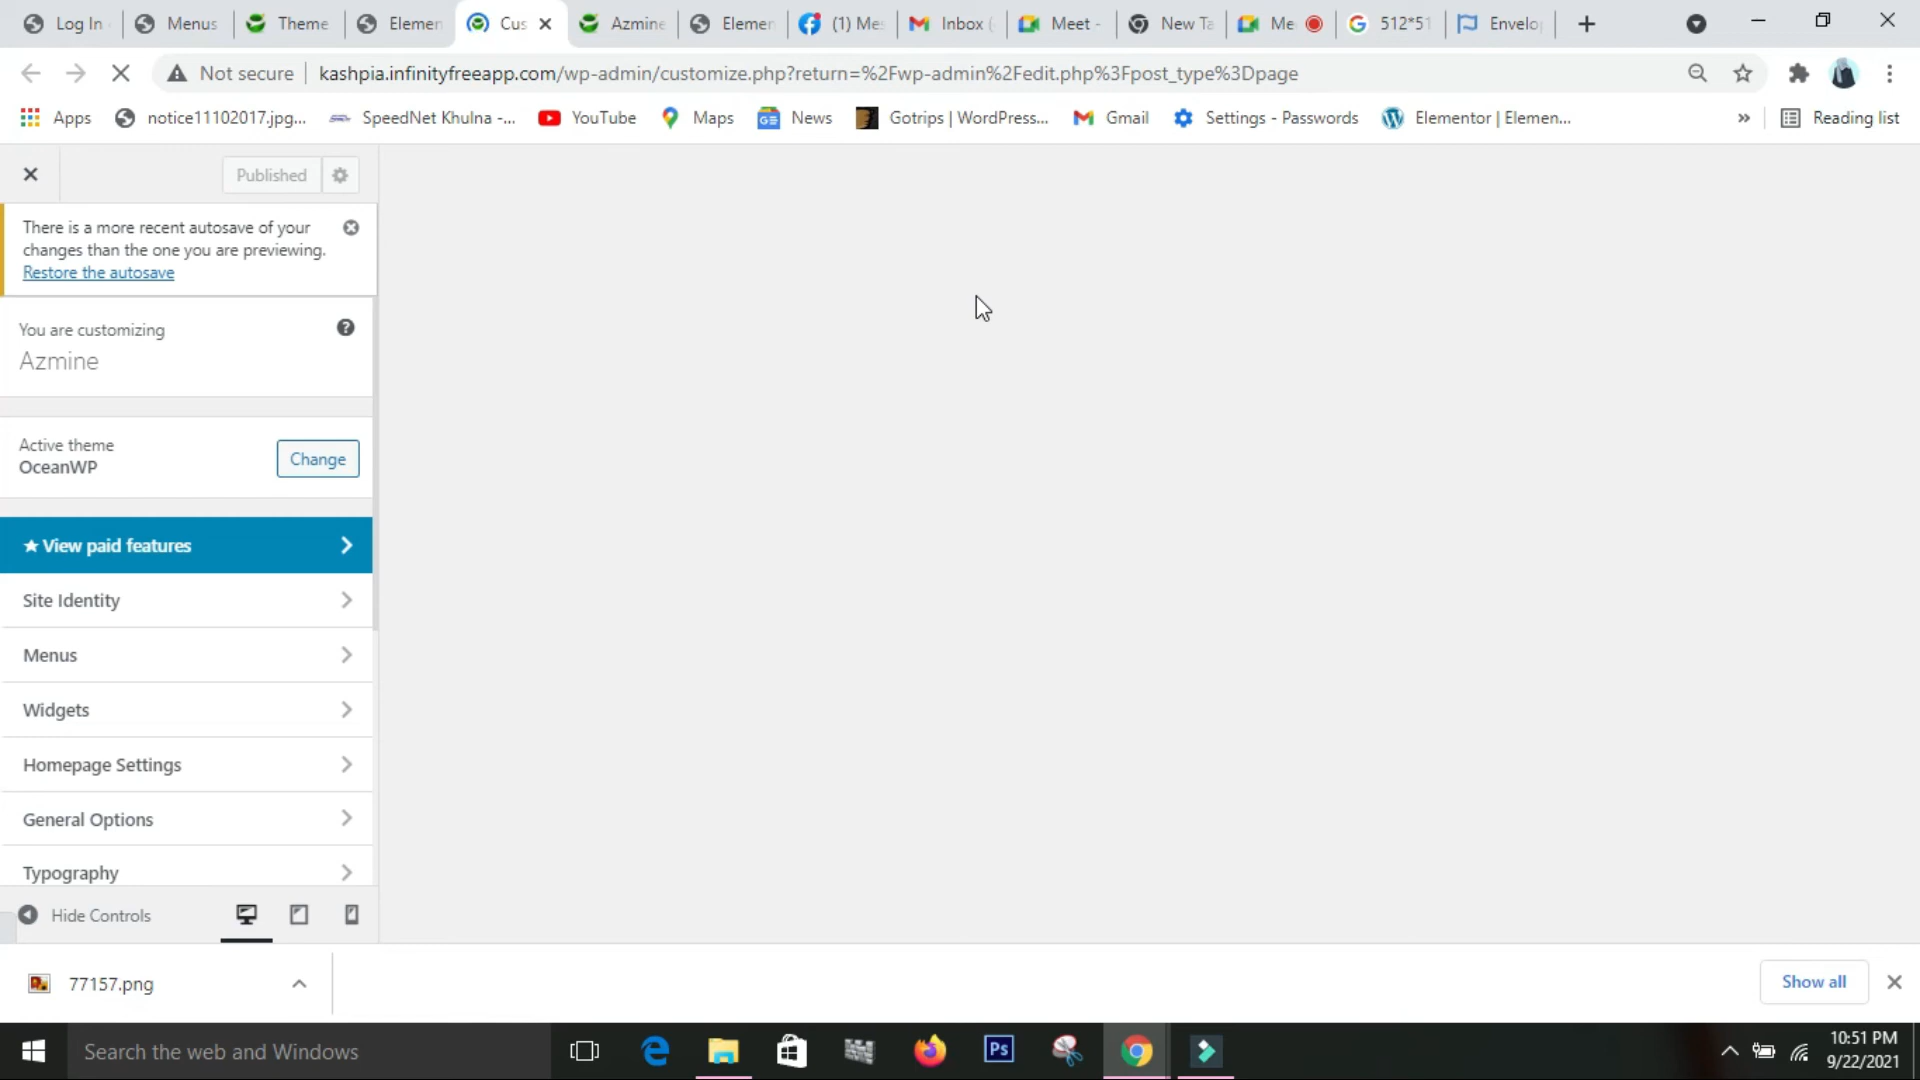 Log In
Menus
Theme
Elemen
Cus
Azmine
Elemen
(1) Mes
Inbox (
Meet -
New Ta
Me
512*51
Envelo
Not secure
kashpia.infinityfreeapp.com/wp-admin/customize.php?return=%2Fwp-admin%2Fedit.php%3Fpost_type%3Dpage
Apps
notice11102017.jpg...
SpeedNet Khulna -...
YouTube
Maps
News
Gotrips | WordPress...
Gmail
Settings - Passwords
Elementor | Elemen...
»
Reading list
Published
There is a more recent autosave of your
changes than the one you are previewing.
Restore the autosave
You are customizing
Azmine
Active theme
OceanWP
Change
★ View paid features
Site Identity
Menus
Widgets
Homepage Settings
General Options
Typography
Hide Controls
77157.png
Show all
Search the web and Windows
Ps
10:51 PM
9/22/2021